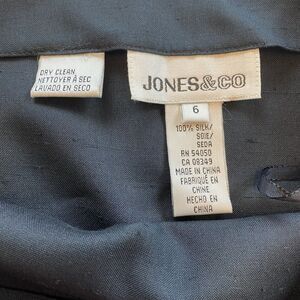 DRY CLEAN
NETTOYER À SEC
LAVADO EN SECO
JONES&CO
6
100% SILK/
SOIE/
SEDA
RN 54050
CA 08349
MADE IN CHINA
FABRIQUÉ EN
CHINE
HECHO EN
CHINA